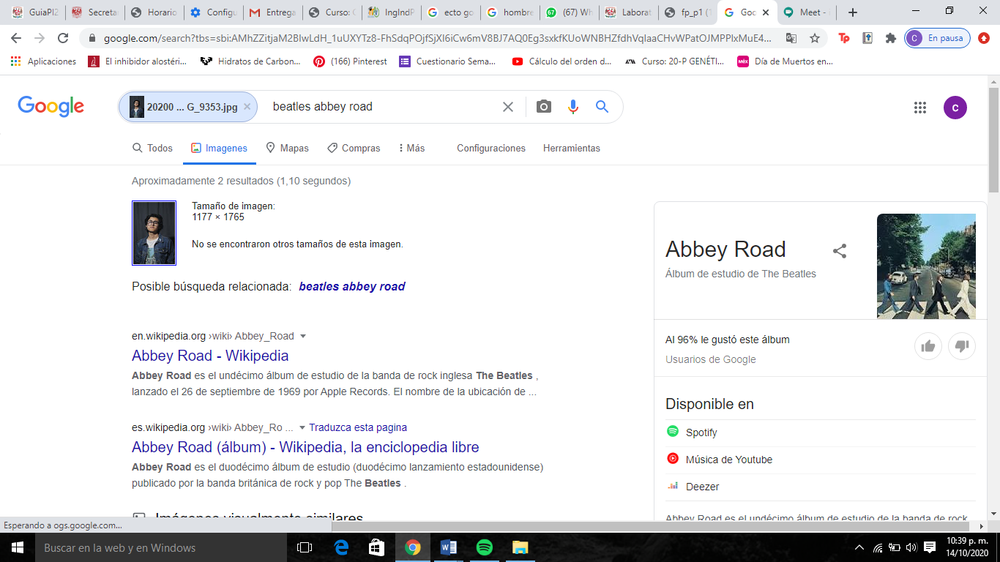 GuiaPI2
Secretar
Horario
Configu
Entrega
Curso: C
IngIndP
ecto go
hombre
(67) Wh
Laborat
fp_p1 (1
Goo
Meet -
google.com/search?tbs=sbi:AMhZZitjaM2BIwLdH_1uUXYTz8-FhSdqPOjfSjXI6iCw6mV8BJ7AQ0Eg3sxkfKUoWNBHZfdhVqIaaCHvWPatOJMPPIxMuE4...
Tp
C En pausa
Aplicaciones
El inhibidor alostéri...
Hidratos de Carbon...
(166) Pinterest
Cuestionario Sema...
Cálculo del orden d...
Curso: 20-P GENÉTI...
Día de Muertos en...
Google
20200 ... G_9353.jpg
beatles abbey road
C
Todos
Imagenes
Mapas
Compras
Más
Configuraciones
Herramientas
Aproximadamente 2 resultados (1,10 segundos)
Tamaño de imagen:
1177 × 1765
No se encontraron otros tamaños de esta imagen.
Posible búsqueda relacionada: beatles abbey road
en.wikipedia.org ›wiki› Abbey_Road
Abbey Road - Wikipedia
Abbey Road es el undécimo álbum de estudio de la banda de rock inglesa The Beatles ,
lanzado el 26 de septiembre de 1969 por Apple Records. El nombre de la ubicación de ...
es.wikipedia.org ›wiki› Abbey_Ro ... Traduzca esta pagina
Abbey Road (álbum) - Wikipedia, la enciclopedia libre
Abbey Road es el duodécimo álbum de estudio (duodécimo lanzamiento estadounidense)
publicado por la banda británica de rock y pop The Beatles .
Imágenes visualmente similares
Abbey Road
Álbum de estudio de The Beatles
Al 96% le gustó este álbum
Usuarios de Google
Disponible en
Spotify
Música de Youtube
Deezer
Abbey Road es el undécimo álbum de estudio de la banda de rock
Esperando a ogs.google.com...
Buscar en la web y en Windows
10:39 p. m.
14/10/2020